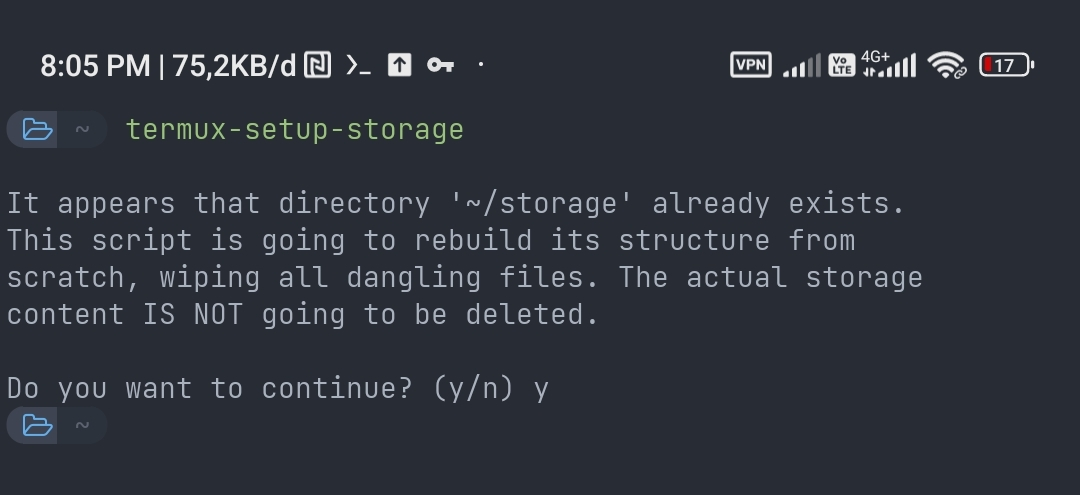 8:05 PM | 75,2KB/d VPN Vo LTE 4G+ 17
~ termux-setup-storage
It appears that directory '~/storage' already exists.
This script is going to rebuild its structure from
scratch, wiping all dangling files. The actual storage
content IS NOT going to be deleted.
Do you want to continue? (y/n) y
~